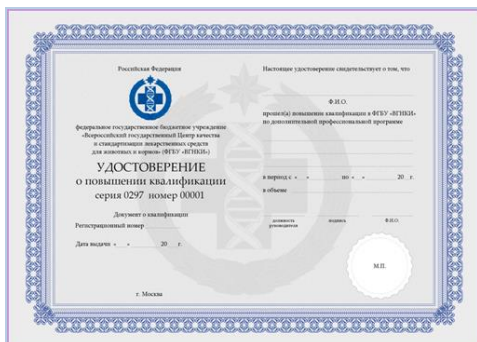 Российская Федерация
федеральное государственное бюджетное учреждение
«Всероссийский государственный Центр качества
и стандартизации лекарственных средств
для животных и кормов» (ФГБУ «ВГНКИ»)
УДОСТОВЕРЕНИЕ
о повышении квалификации
серия 0297 номер 00001
Документ о квалификации
Регистрационный номер
Дата выдачи « » 20 г.
г. Москва
Настоящее удостоверение свидетельствует о том, что
Ф.И.О.
прошел(а) повышение квалификации в ФГБУ «ВГНКИ»
по дополнительной профессиональной программе
в период с « » по « » 20 г.
в объеме
должность подпись Ф.И.О.
руководителя
М.П.